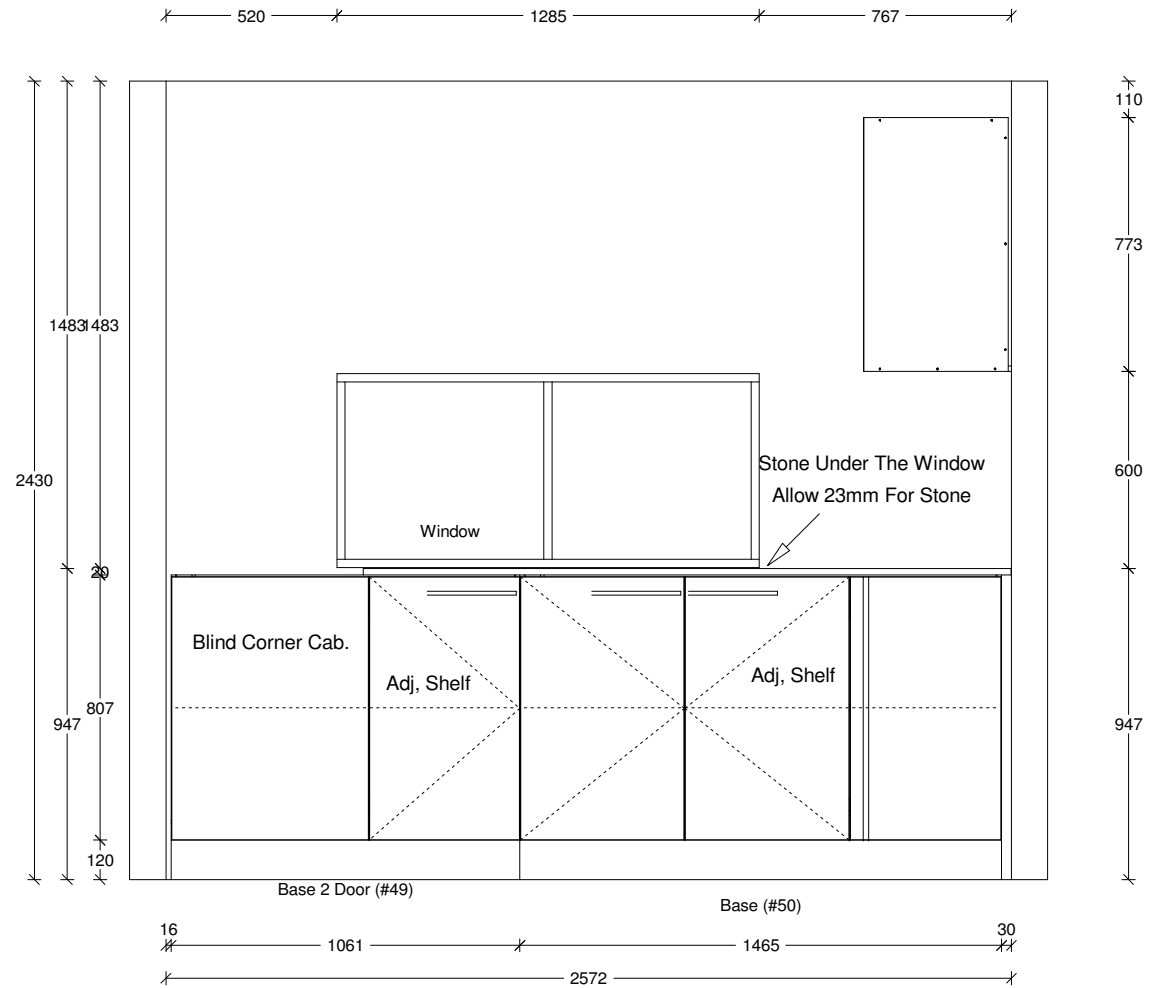 520
1285
767
110
773
1483
1483
Stone Under The Window
600
2430
Allow 23mm For Stone
Window
20
Blind Corner Cab.
Adj, Shelf
Adj, Shelf
807
947
947
120
Base 2 Door (#49)
Base (#50)
16
30
1061
1465
2572